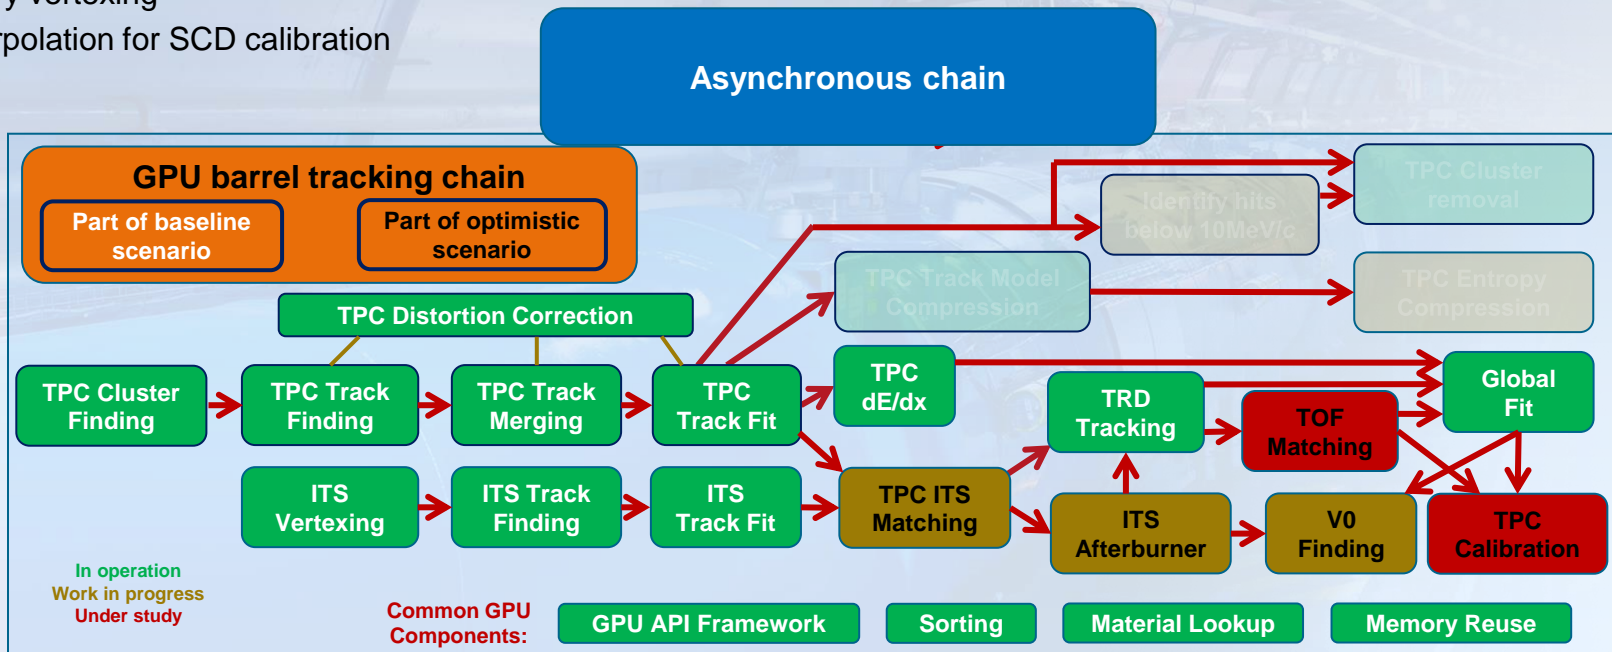 y vertexing
rpolation for SCD calibration
Asynchronous chain
GPU barrel tracking chain
Part of baseline
scenario
Part of optimistic
scenario
Identify hits
below 10MeV/c
TPC Cluster
removal
TPC Track Model
Compression
TPC Entropy
Compression
TPC Distortion Correction
TPC Cluster
Finding
TPC Track
Finding
TPC Track
Merging
TPC
Track Fit
TPC
dE/dx
TRD
Tracking
TOF
Matching
Global
Fit
ITS
Vertexing
ITS Track
Finding
ITS
Track Fit
TPC ITS
Matching
ITS
Afterburner
V0
Finding
TPC
Calibration
In operation
Work in progress
Under study
Common GPU
Components:
GPU API Framework
Sorting
Material Lookup
Memory Reuse